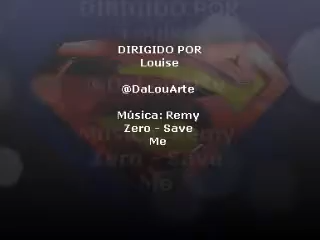 DIRIGIDO POR
Louise
@DaLouArte
Música: Remy
Zero - Save
Me